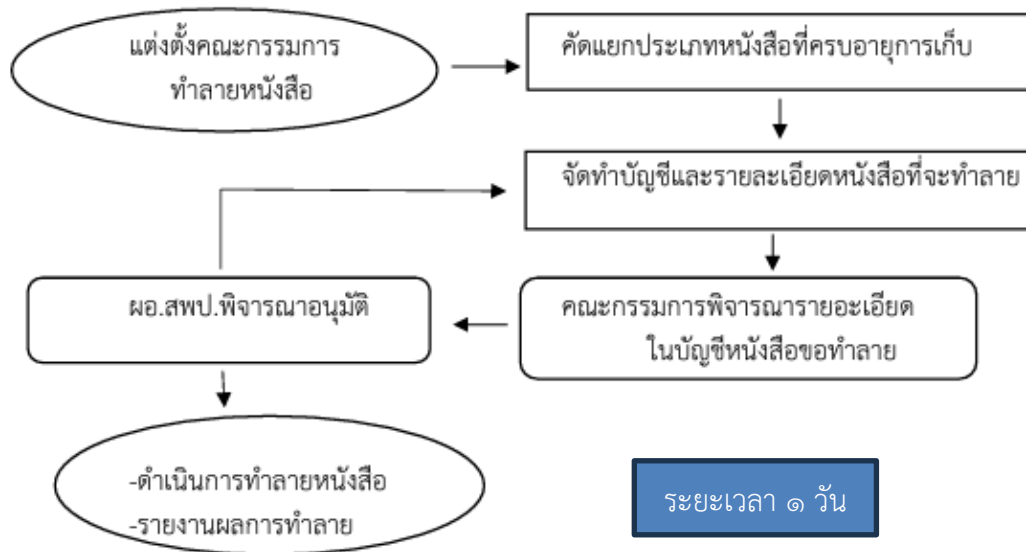 แต่งตั้งคณะกรรมการ
ทำลายหนังสือ
คัดแยกประเภทหนังสือที่ครบอายุการเก็บ
จัดทำบัญชีและรายละเอียดหนังสือที่จะทำลาย
คณะกรรมการพิจารณารายอะเอียด
ในบัญชีหนังสือขอทำลาย
ผอ.สพป.พิจารณาอนุมัติ
-ดำเนินการทำลายหนังสือ
-รายงานผลการทำลาย
ระยะเวลา ๑ วัน